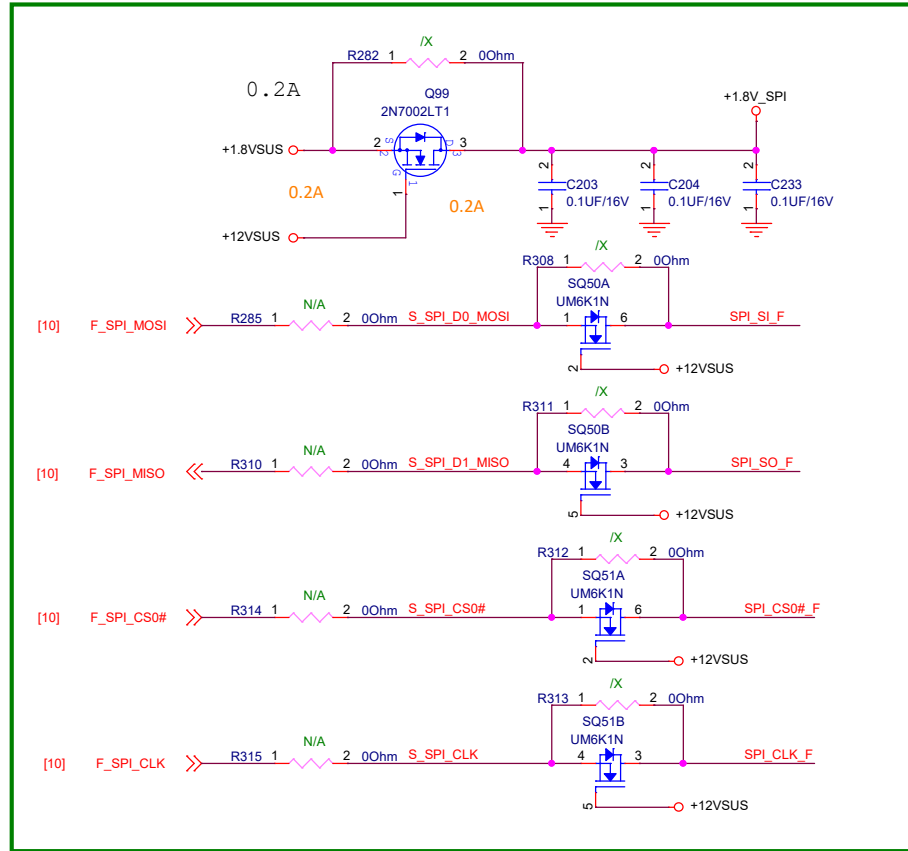 /X
R282 1 2 0Ohm
0.2A
Q99
2N7002LT1
+1.8V_SPI
+1.8VSUS 2 S 2 D 3 3
G 1
1
0.2A 0.2A
+12VSUS
2 C203 1 0.1UF/16V
2 C204 1 0.1UF/16V
2 C233 1 0.1UF/16V
/X
R308 1 2 0Ohm
SQ50A
UM6K1N
N/A
[10] F_SPI_MOSI R285 1 2 0Ohm S_SPI_D0_MOSI 1 6 SPI_SI_F
2 +12VSUS
/X
R311 1 2 0Ohm
SQ50B
UM6K1N
N/A
[10] F_SPI_MISO R310 1 2 0Ohm S_SPI_D1_MISO 4 3 SPI_SO_F
5 +12VSUS
/X
R312 1 2 0Ohm
SQ51A
UM6K1N
N/A
[10] F_SPI_CS0# R314 1 2 0Ohm S_SPI_CS0# 1 6 SPI_CS0#_F
2 +12VSUS
/X
R313 1 2 0Ohm
SQ51B
UM6K1N
N/A
[10] F_SPI_CLK R315 1 2 0Ohm S_SPI_CLK 4 3 SPI_CLK_F
5 +12VSUS